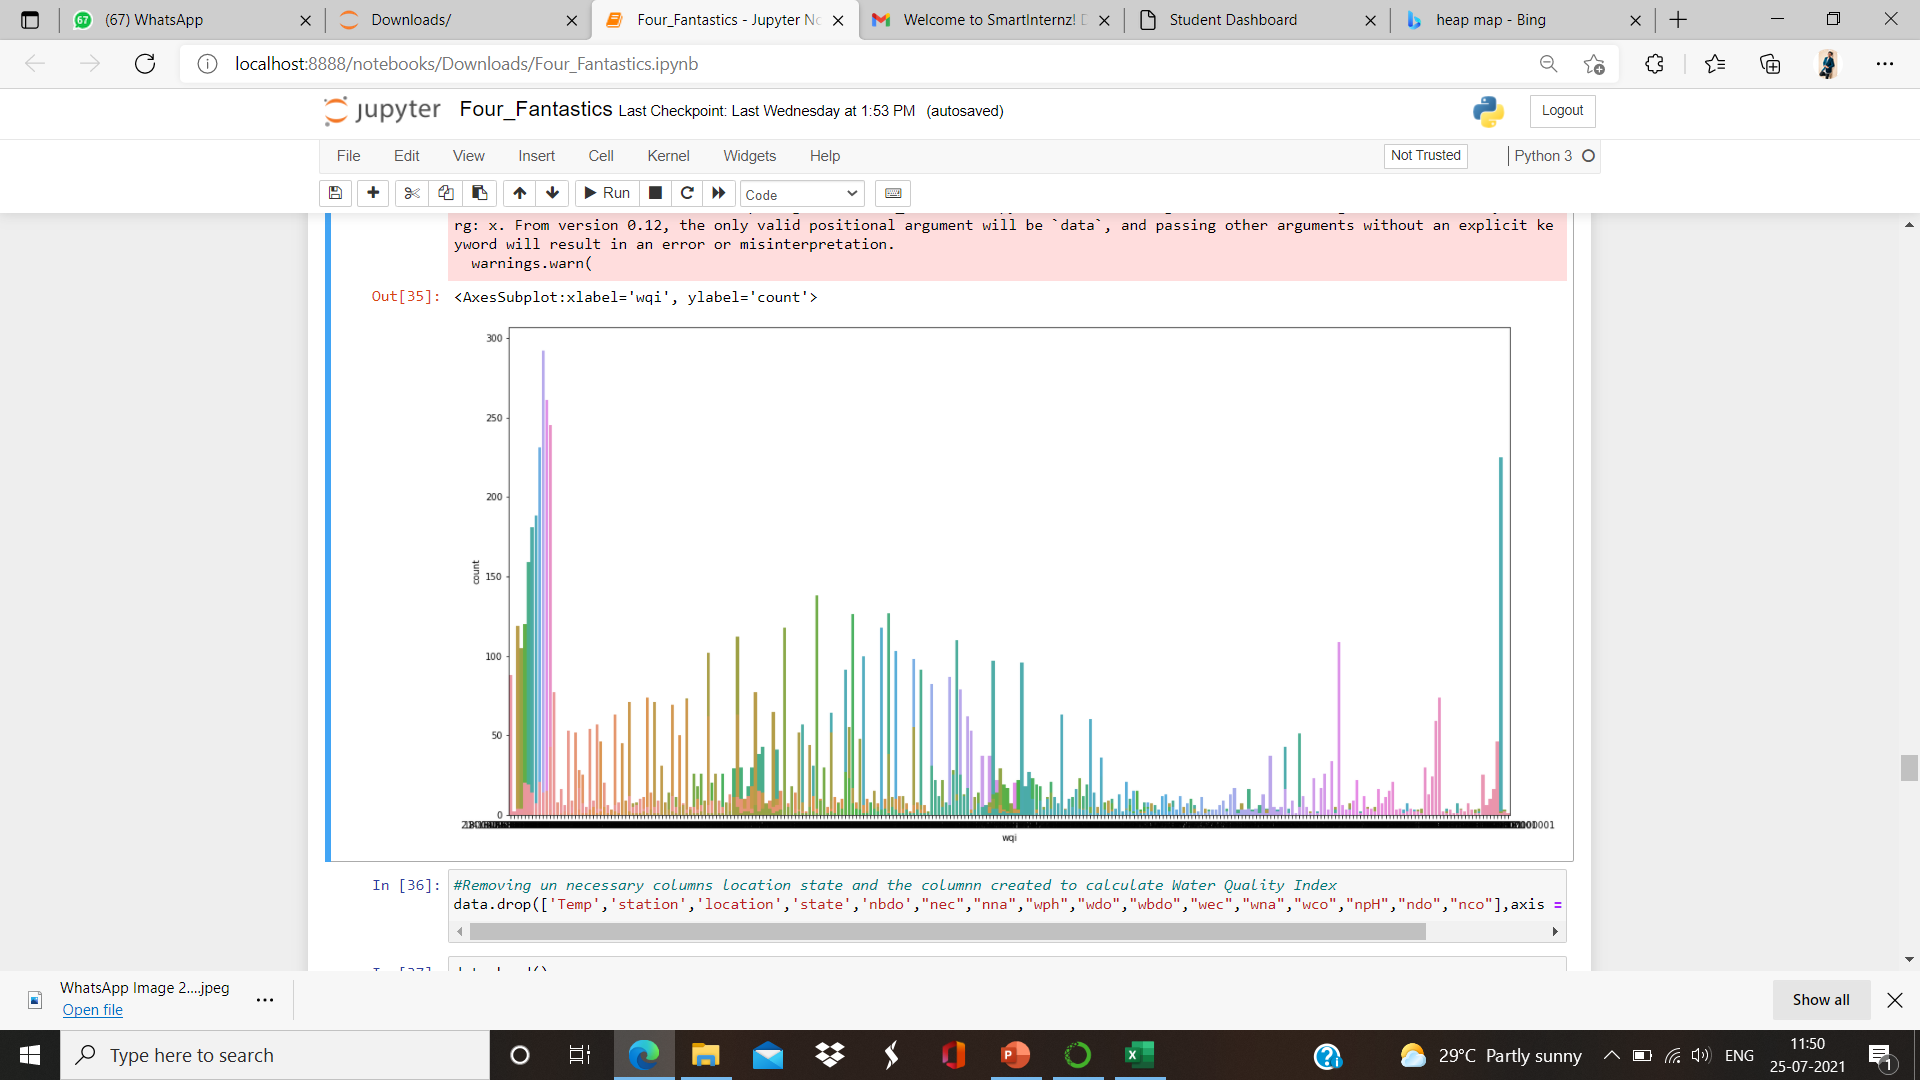 (67) WhatsApp
Downloads/
Four_Fantastics - Jupyter No
Welcome to SmartInternz! D
Student Dashboard
heap map - Bing
localhost:8888/notebooks/Downloads/Four_Fantastics.ipynb
jupyter Four_Fantastics Last Checkpoint: Last Wednesday at 1:53 PM (autosaved)
Logout
File Edit View Insert Cell Kernel Widgets Help
Not Trusted
Python 3
Run
Code
rg: x. From version 0.12, the only valid positional argument will be `data`, and passing other arguments without an explicit ke
yword will result in an error or misinterpretation.
warnings.warn(
Out[35]: <AxesSubplot:xlabel='wqi', ylabel='count'>
300
250
200
150
100
50
0
count
wqi
In [36]: #Removing un necessary columns location state and the columnn created to calculate Water Quality Index
data.drop(['Temp','station','location','state','nbdo',"nec","nna","wph","wdo","wbdo","wec","wna","wco","npH","ndo","nco"],axis =
WhatsApp Image 2....jpeg
Open file
Show all
Type here to search
29°C Partly sunny
ENG
11:50
25-07-2021
1